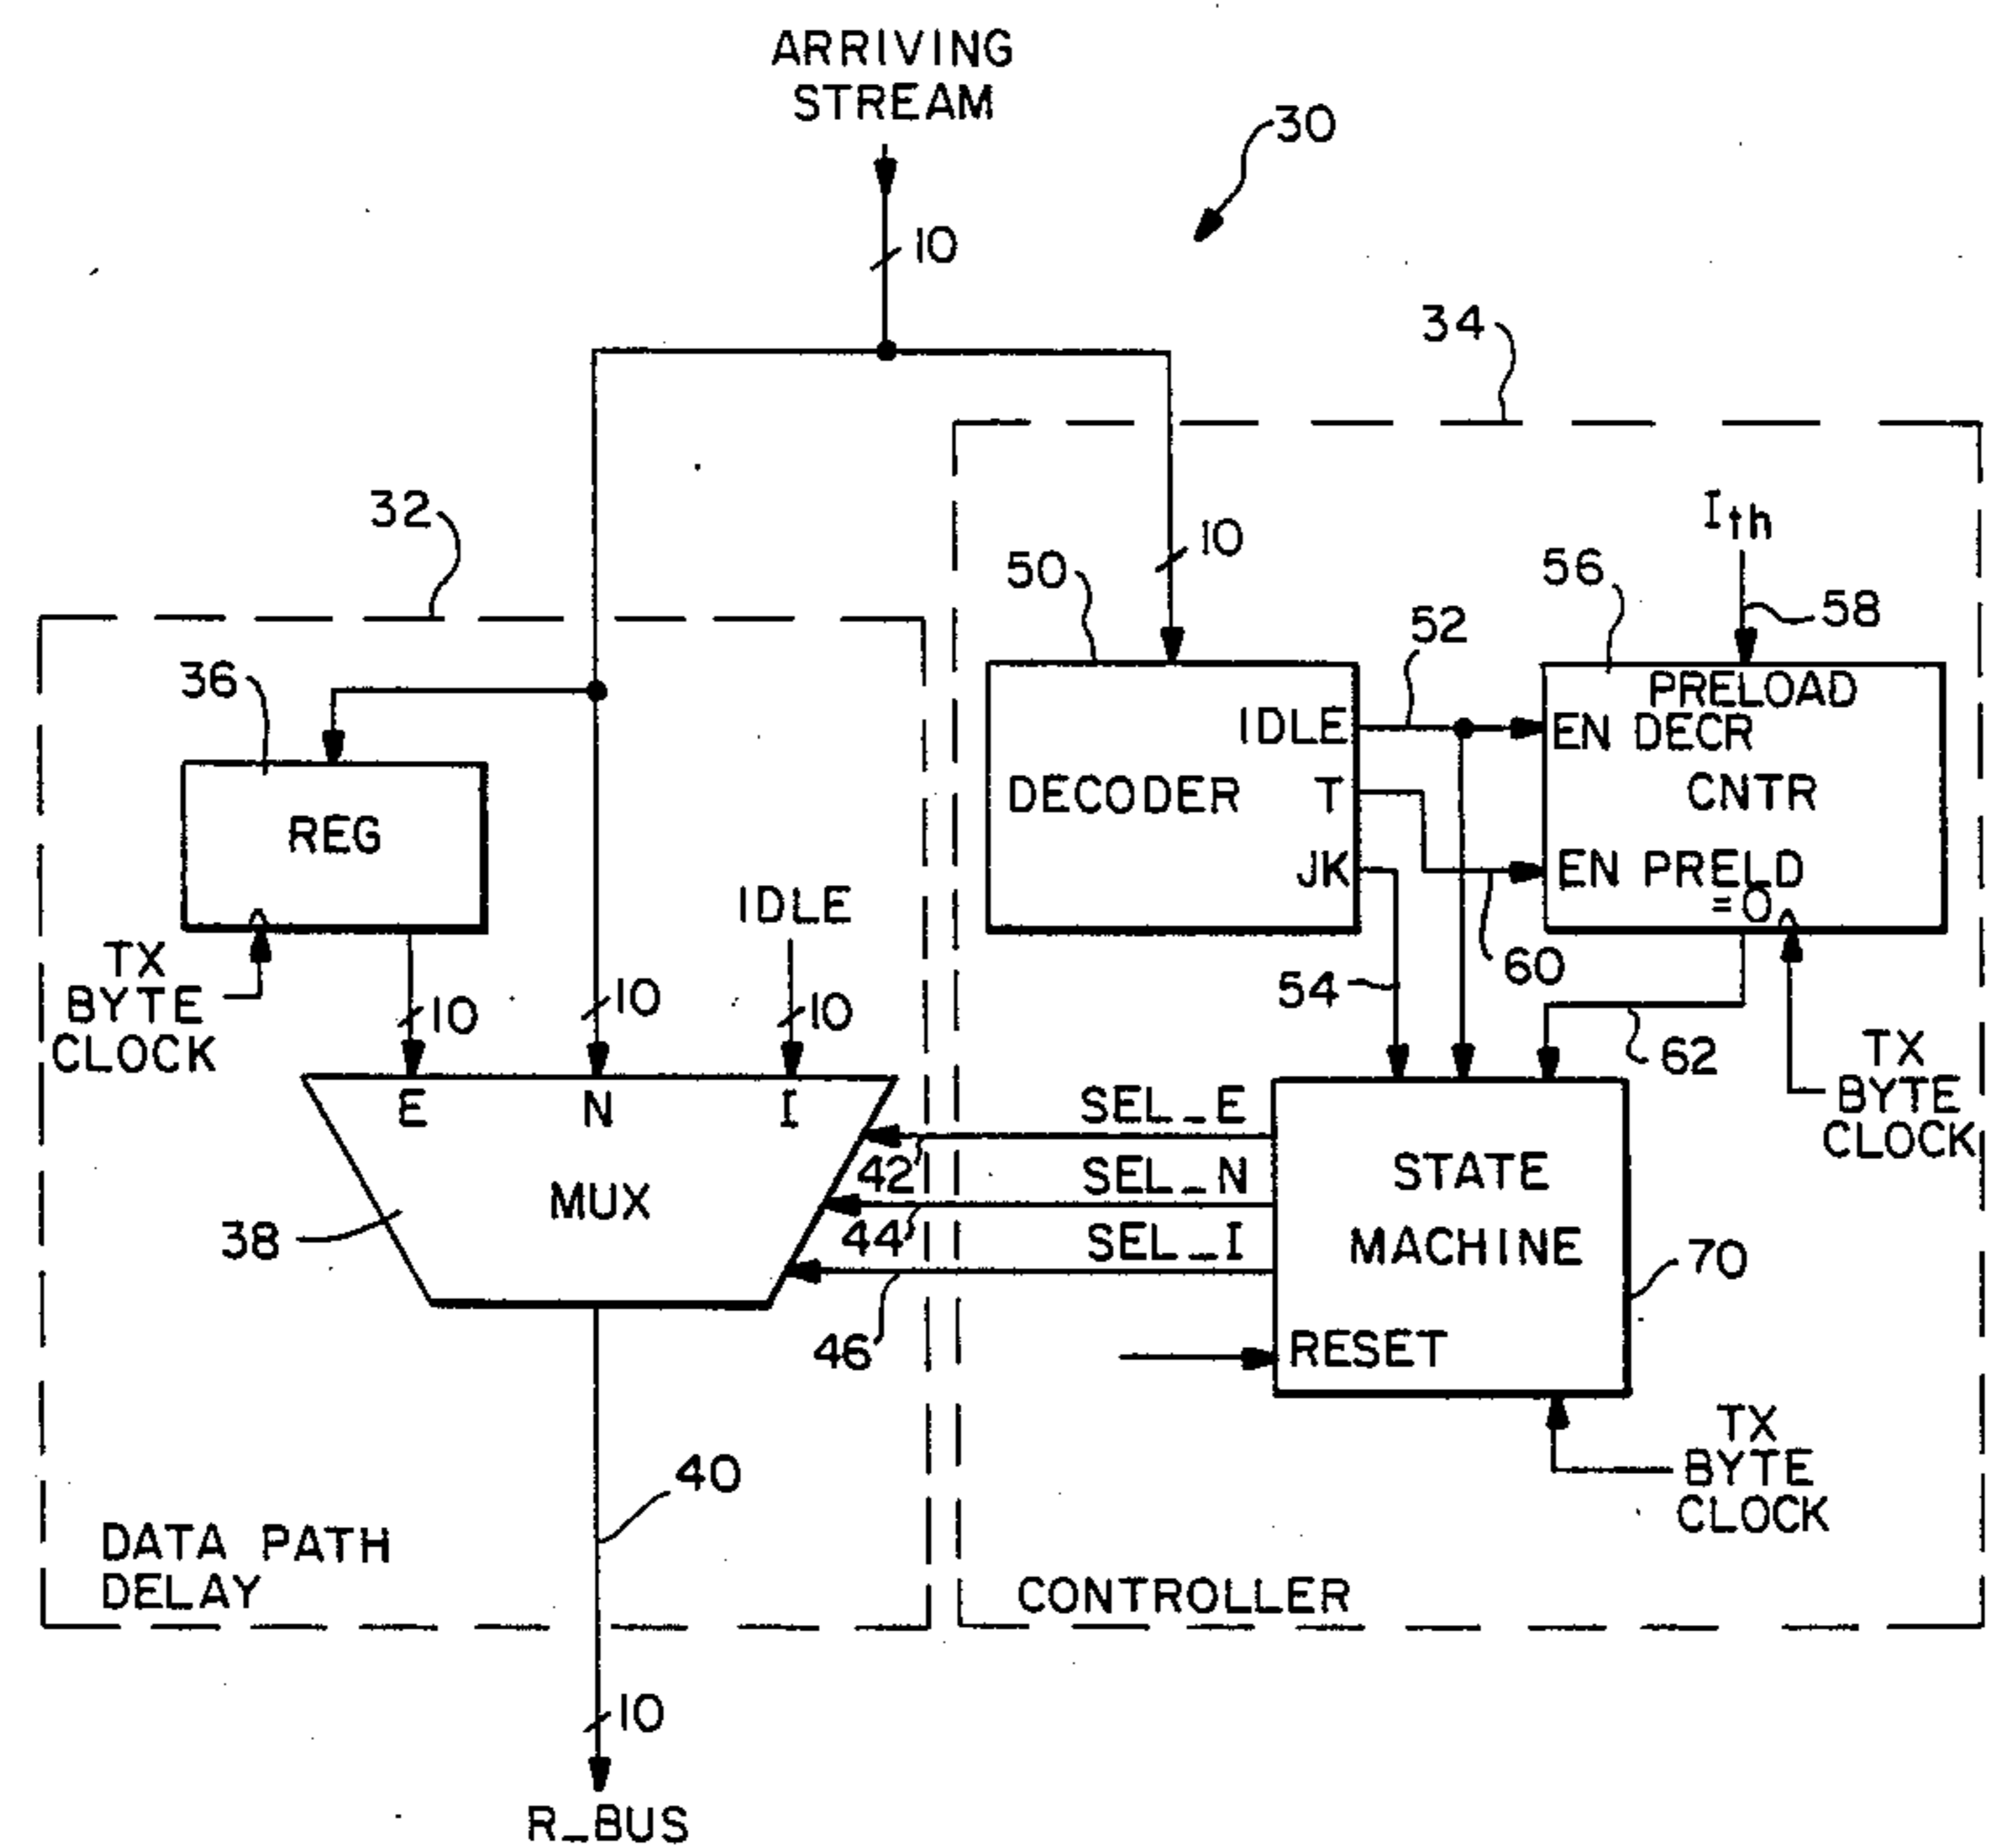 ARRIVING
STREAM
30
10
34
32
10
I th
50
56
58
52
36
PRELOAD
IDLE
EN DECR
DECODER
T
CNTR
REG
JK
EN PRELD
=0
IDLE
TX
BYTE
CLOCK
10
10
10
54
60
62
TX
BYTE
CLOCK
E
N
I
SEL_E
42
SEL_N
44
SEL_I
46
MUX
38
STATE
MACHINE
70
RESET
TX
BYTE
CLOCK
40
DATA PATH
DELAY
CONTROLLER
10
R_BUS